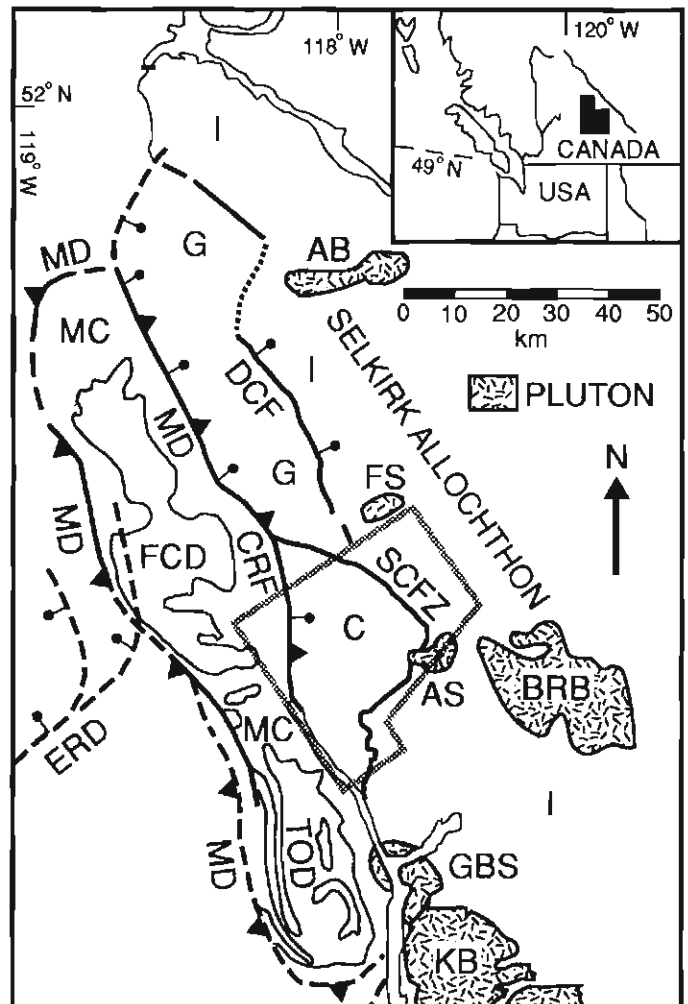 118° W
52° N
119° W
I
120° W
49° N
CANADA
USA
MD
G
AB
0 10 20 30 40 50
km
MC
I
SELKIRK ALLOCHTHON
PLUTON
DCF
MD
G
FS
N
MD
FCD
CRF
SCFZ
C
AS
BRB
ERD
MC
I
MD
TOD
GBS
KB